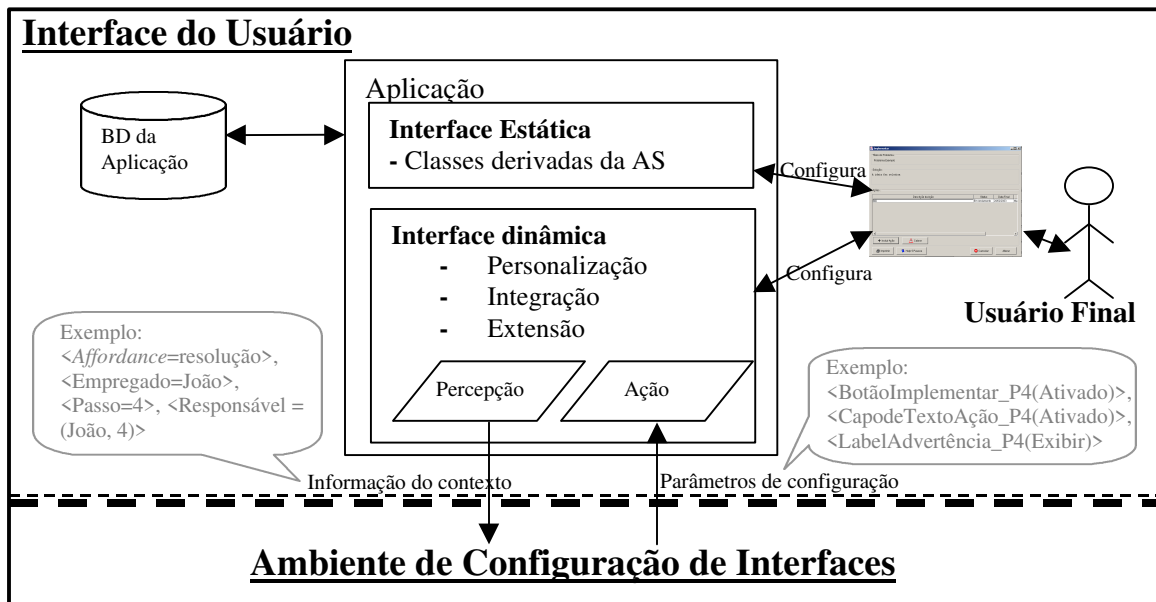 Interface do Usuário
Aplicação
BD da
Aplicação
Interface Estática
- Classes derivadas da AS
Configura
Interface dinâmica
- Personalização
- Integração
- Extensão
Configura
Usuário Final
Percepção
Ação
Exemplo:
<Affordance=resolução>,
<Empregado=João>,
<Passo=4>, <Responsável =
(João, 4)>
Exemplo:
<BotãoImplementar_P4(Ativado)>,
<CapodeTextoAção_P4(Ativado)>,
<LabelAdvertência_P4(Exibir)>
Informação do contexto
Parâmetros de configuração
Ambiente de Configuração de Interfaces